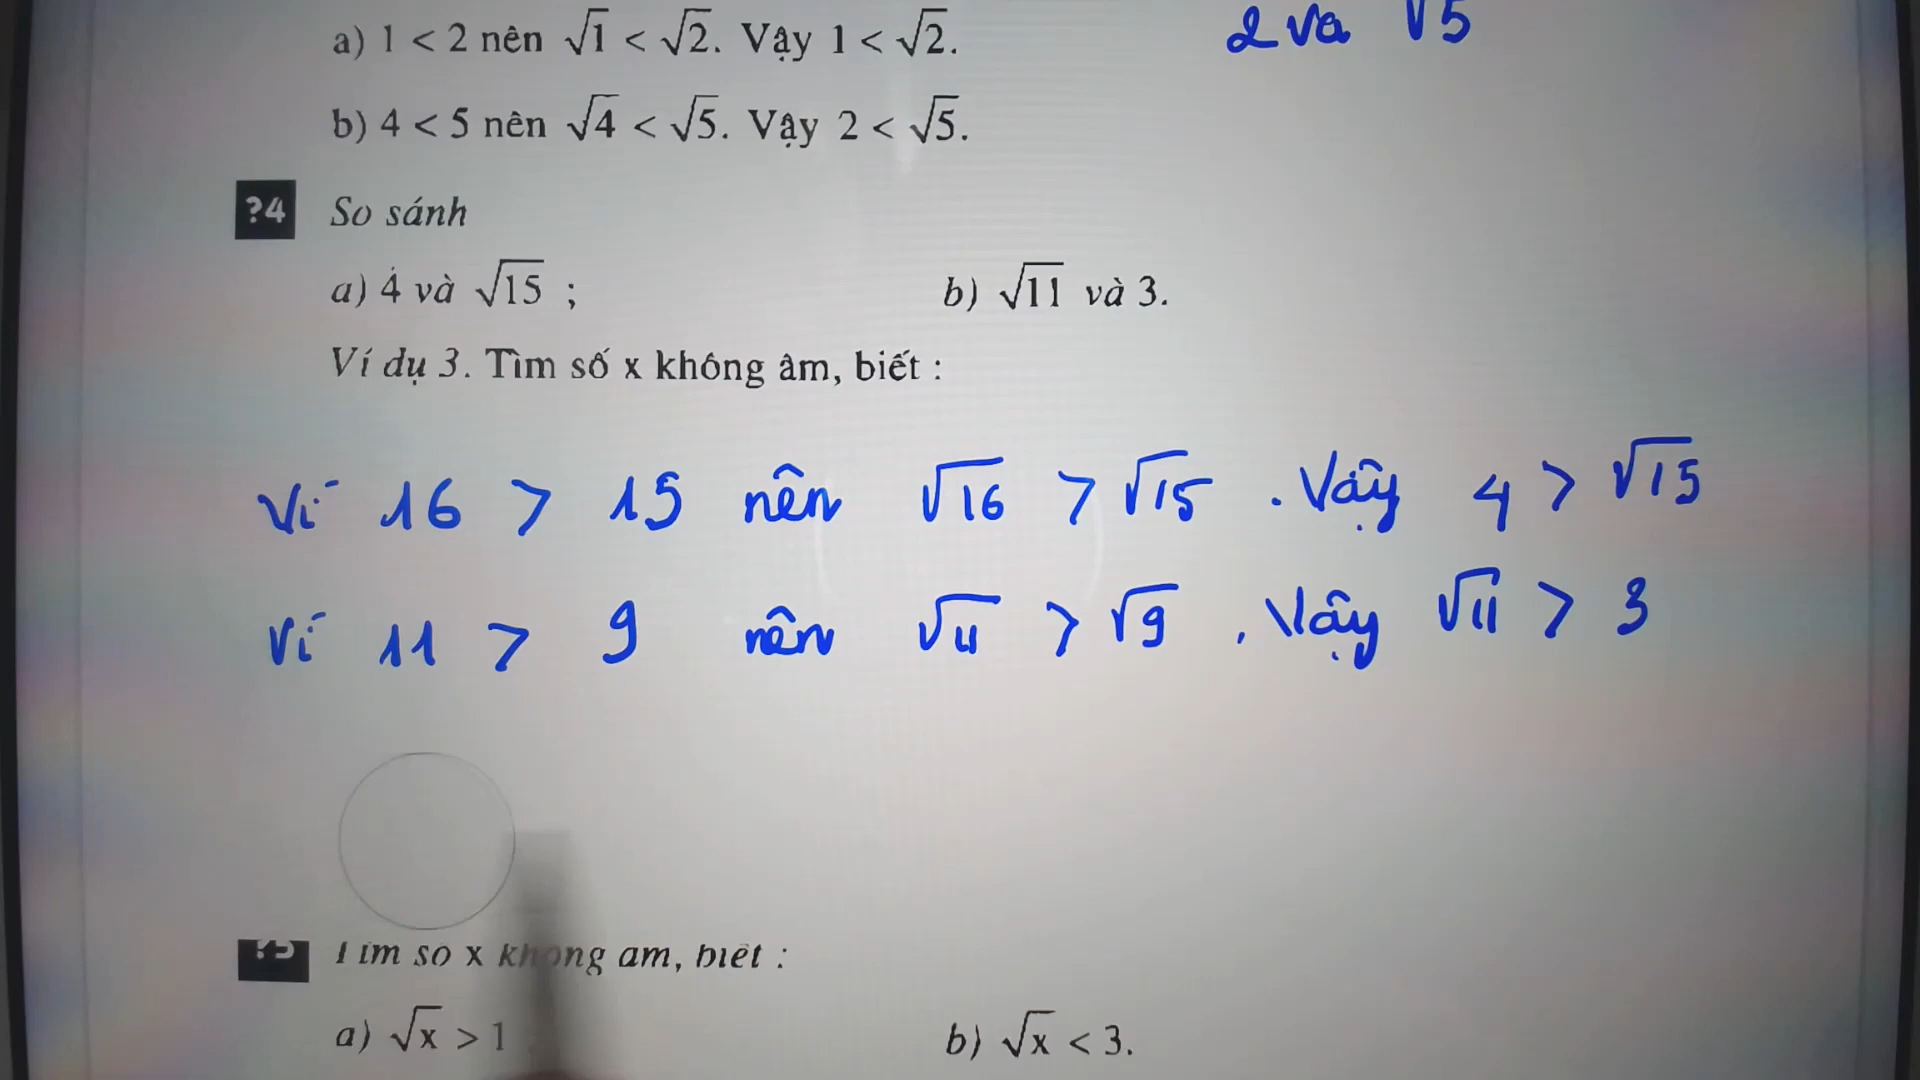 a) 1 < 2 nên √1 < √2. Vậy 1 < √2.
2 và √5
b) 4 < 5 nên √4 < √5. Vậy 2 < √5.
?4 So sánh
a) 4 và √15 ; b) √11 và 3.
Ví dụ 3. Tìm số x không âm, biết :
Vì 16 > 15 nên √16 > √15 . Vậy 4 > √15
Vì 11 > 9 nên √11 > √9 . Vậy √11 > 3
?5 Tìm số x không âm, biết :
a) √x > 1 b) √x < 3.